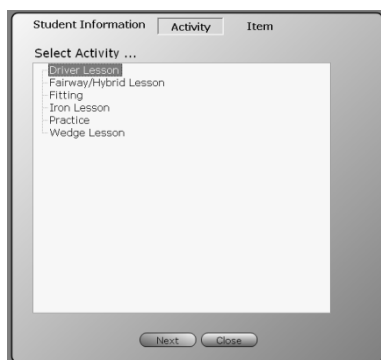 Student Information Activity Item
Select Activity ...
Driver Lesson
Fairway/Hybrid Lesson
Fitting
Iron Lesson
Practice
Wedge Lesson
Next Close